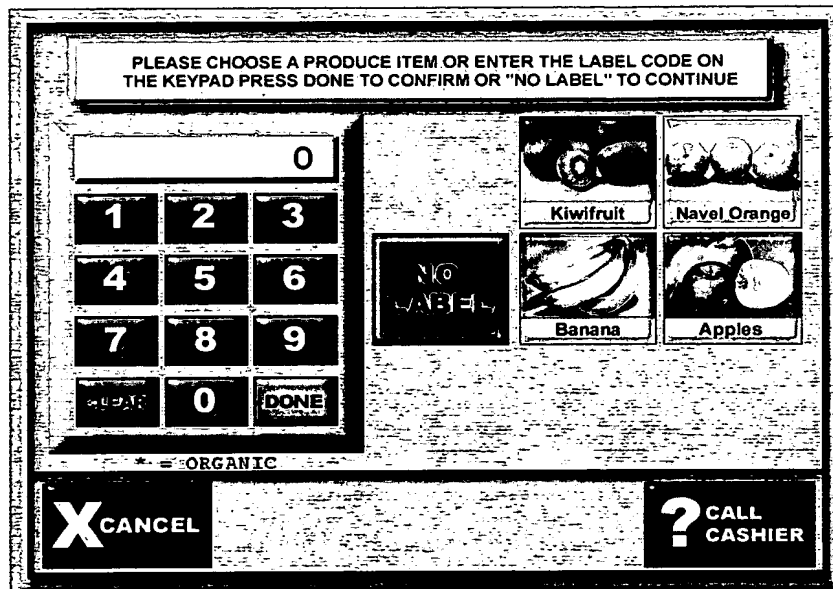 PLEASE CHOOSE A PRODUCE ITEM OR ENTER THE LABEL CODE ON
THE KEYPAD PRESS DONE TO CONFIRM OR "NO LABEL" TO CONTINUE
0
1 2 3
4 5 6
7 8 9
CLEAR 0 DONE
* = ORGANIC
NO
LABEL
Kiwifruit Navel Orange
Banana Apples
X CANCEL
? CALL
CASHIER